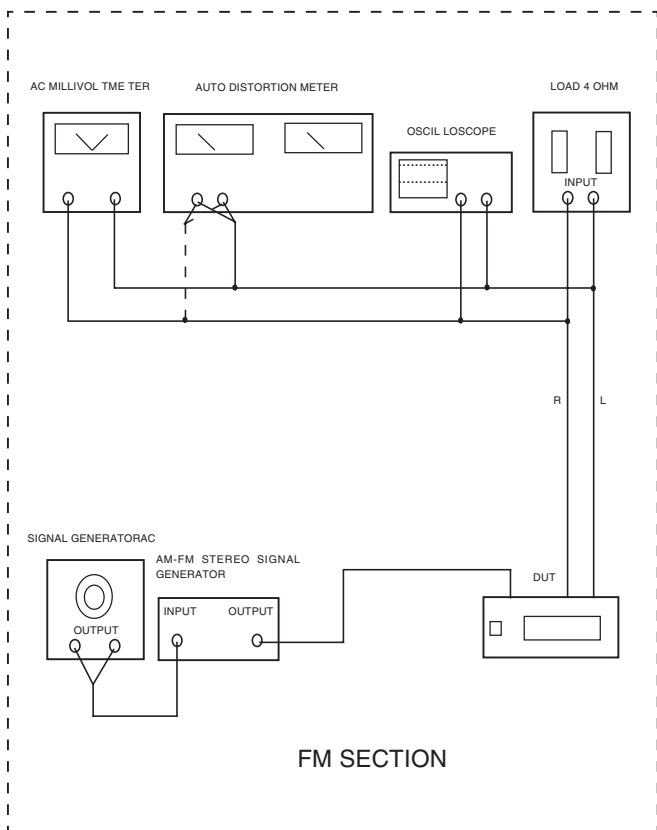 AC MILLIVOL TME TER
AUTO DISTORTION METER
LOAD 4 OHM
OSCIL LOSCOPE
INPUT
R
L
SIGNAL GENERATORAC
AM-FM STEREO SIGNAL
GENERATOR
DUT
INPUT
OUTPUT
OUTPUT
FM SECTION